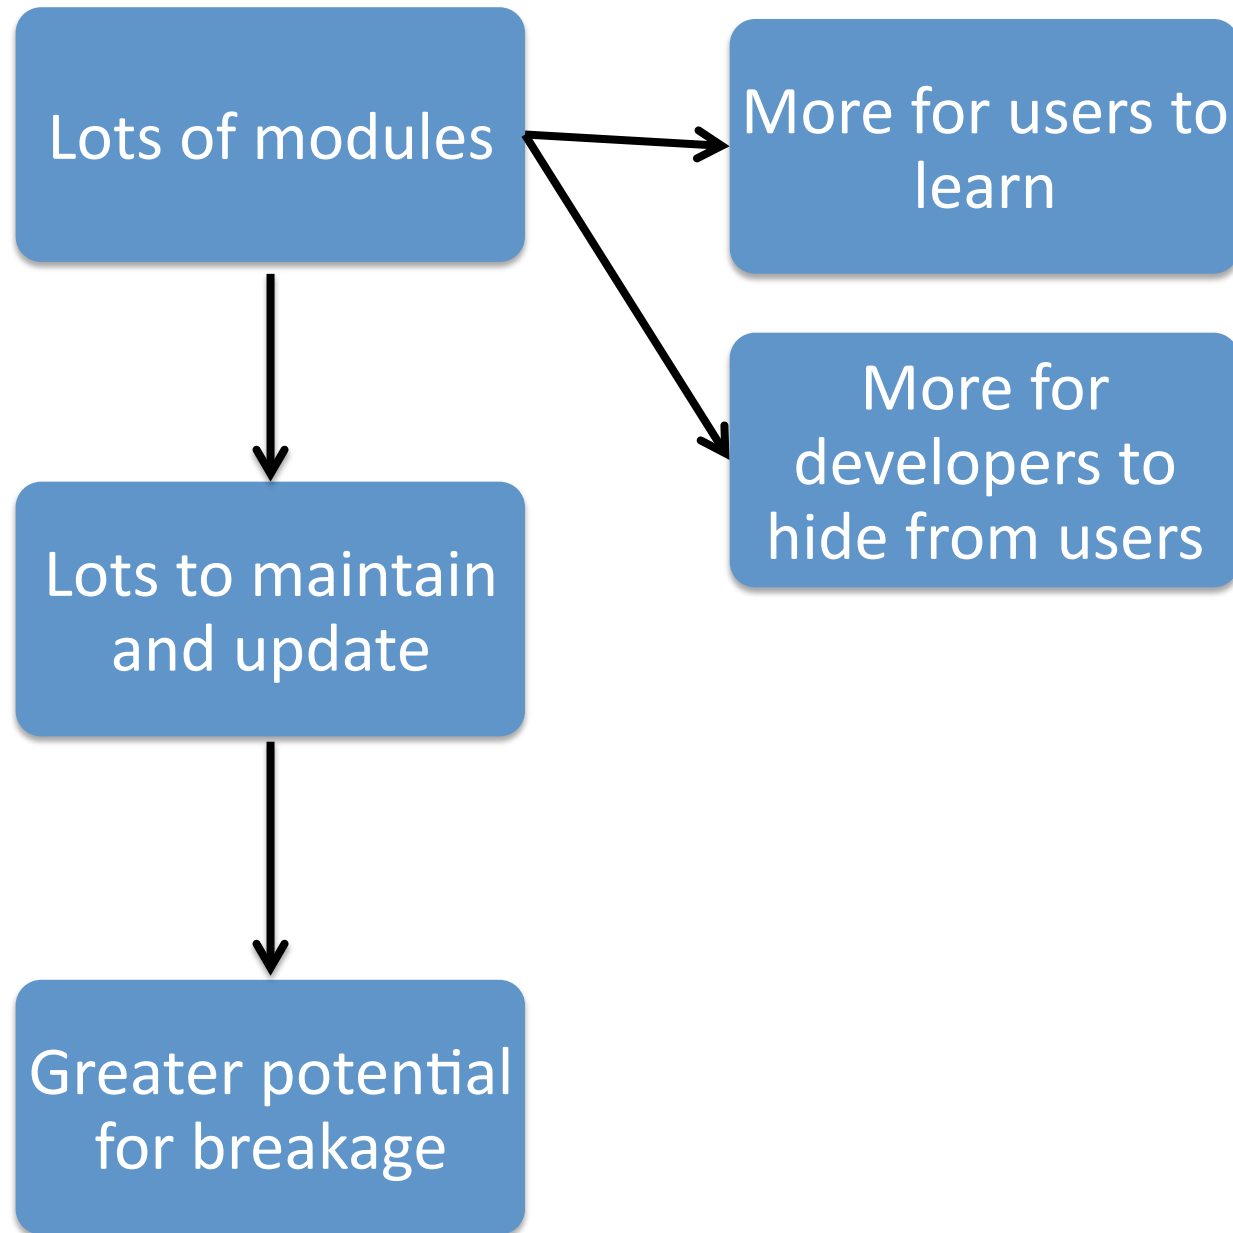 Lots of modules
More for users to
learn
More for
developers to
hide from users
Lots to maintain
and update
Greater potential
for breakage